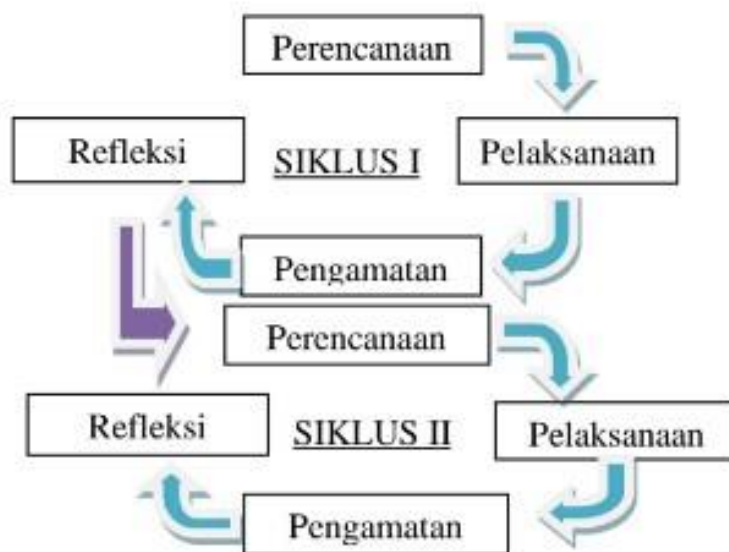 Perencanaan
Refleksi
SIKLUS I
Pelaksanaan
Pengamatan
Perencanaan
Refleksi
SIKLUS II
Pelaksanaan
Pengamatan